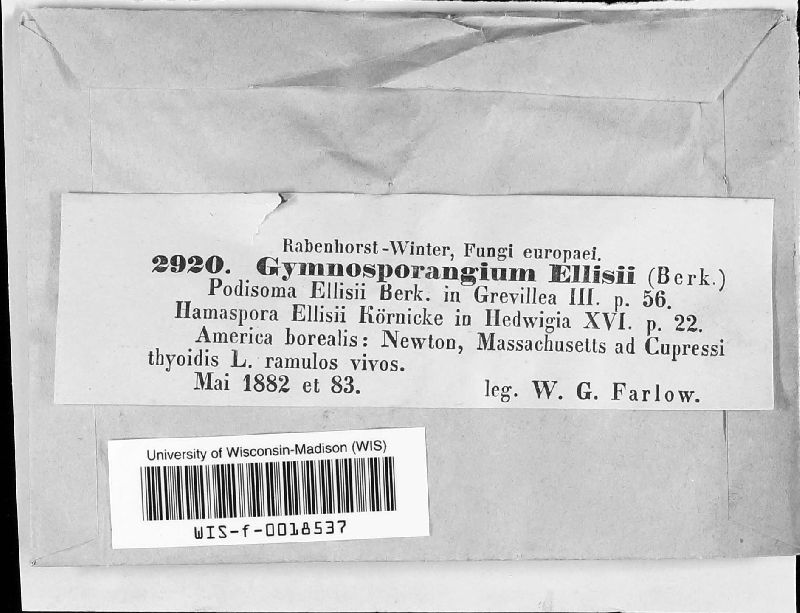 Rabenhorst-Winter, Fungi europaei.
2920. Gymnosporangium Ellisii (Berk.)
Podisoma Ellisii Berk. in Grevillea III. p. 56.
Hamaspora Ellisii Körnicke in Hedwigia XVI. p. 22.
America borealis: Newton, Massachusetts ad Cupressi
thyoidis L. ramulos vivos.
Mai 1882 et 83. leg. W. G. Farlow.
University of Wisconsin-Madison (WIS)
WIS-f-0018537